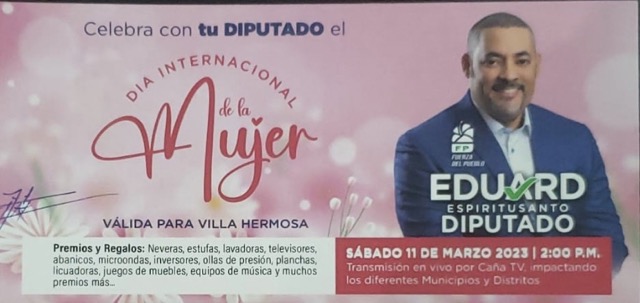 Celebra con tu DIPUTADO el
DIA INTERNACIONAL
de la
Mujer
VÁLIDA PARA VILLA HERMOSA
FP
FUERZA
DEL PUEBLO
EDUARD
ESPIRITUSANTO
DIPUTADO
Premios y Regalos: Neveras, estufas, lavadoras, televisores,
abanicos, microondas, inversores, ollas de presión, planchas,
licuadoras, juegos de muebles, equipos de música y muchos
premios más...
SÁBADO 11 DE MARZO 2023 | 2:00 P.M.
Transmisión en vivo por Caña TV, impactando
los diferentes Municipios y Distritos